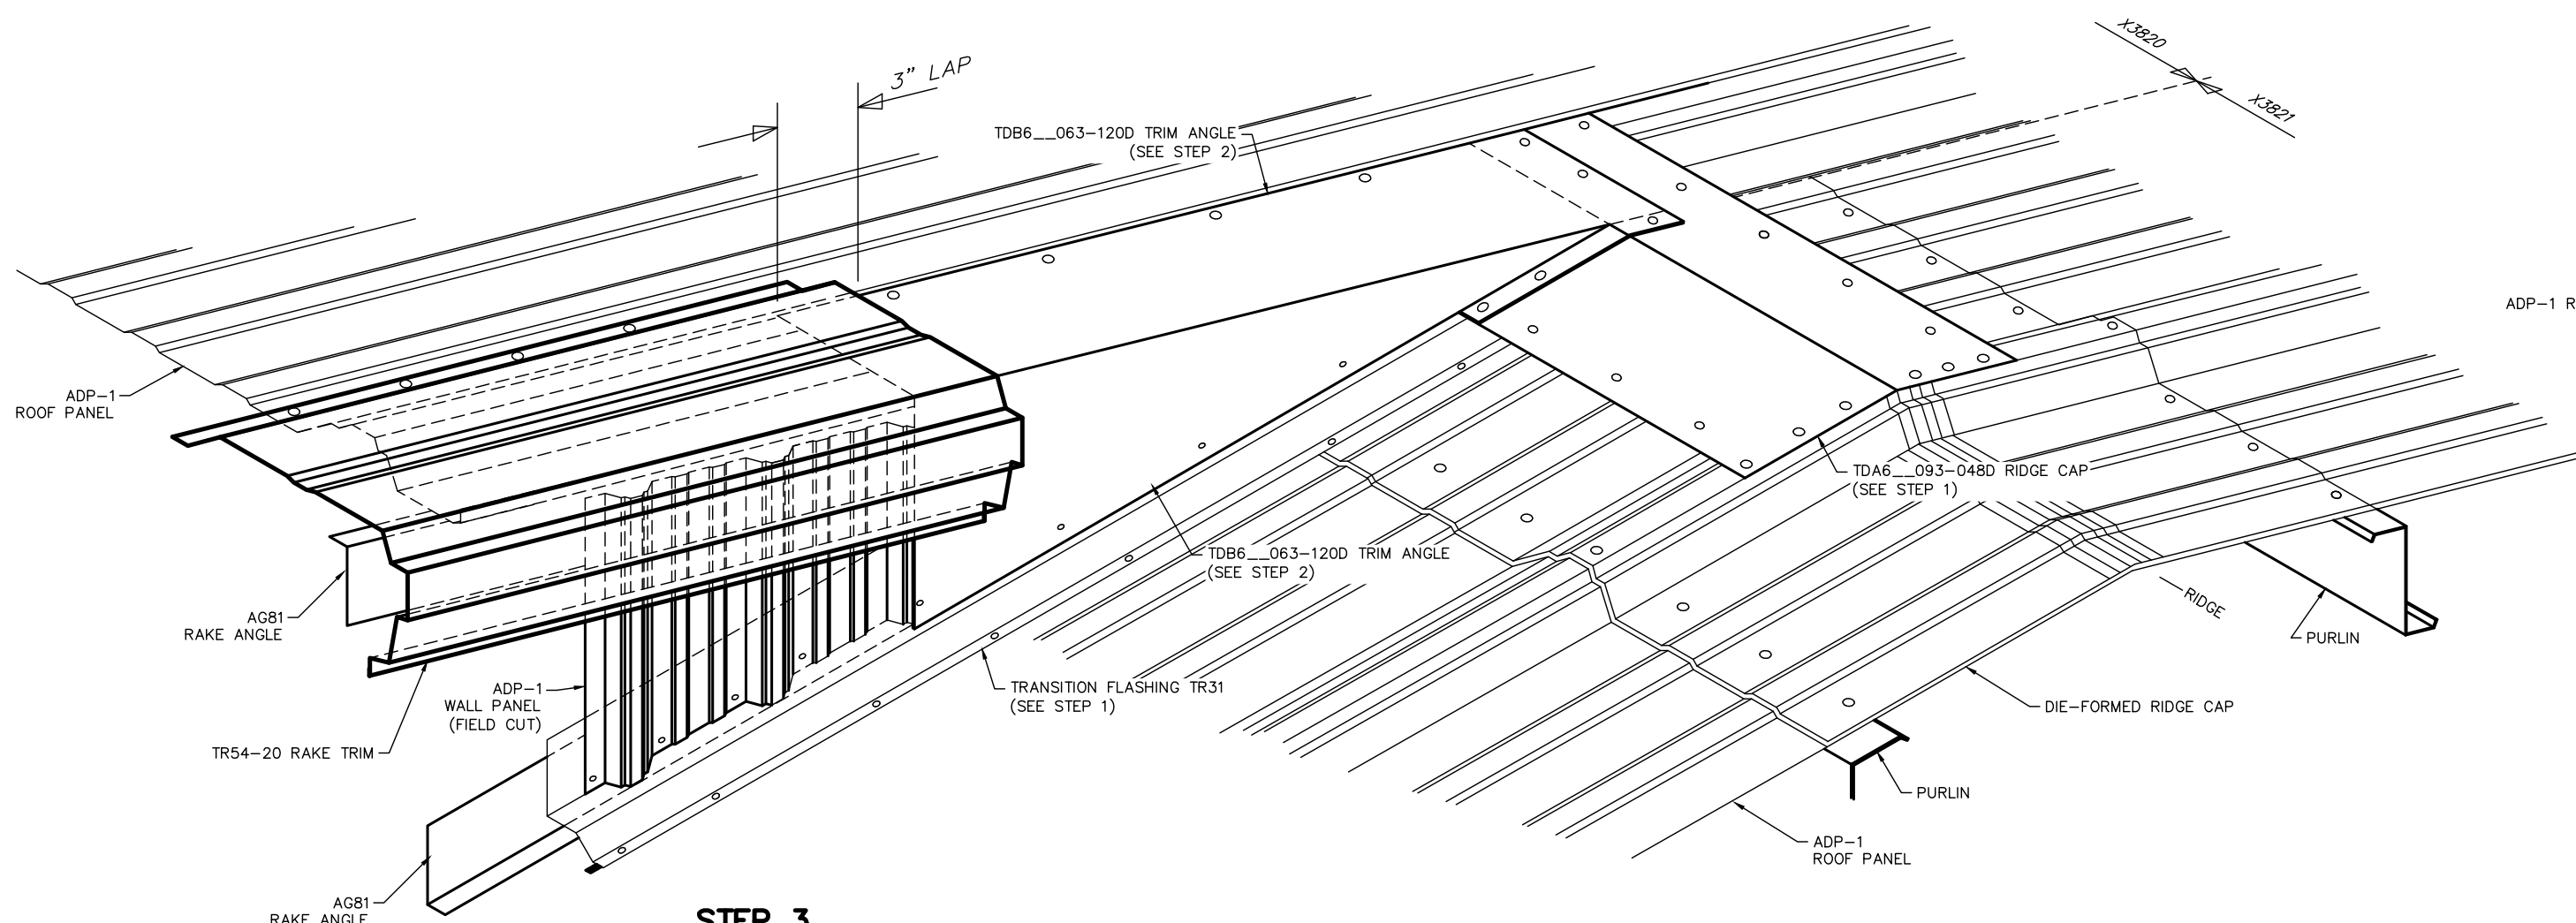 X3820
X3821
3" LAP
TDB6__063-120D TRIM ANGLE
(SEE STEP 2)
ADP-1 R
ADP-1
ROOF PANEL
TDA6__093-048D RIDGE CAP
(SEE STEP 1)
TDB6__063-120D TRIM ANGLE
(SEE STEP 2)
RIDGE
AG81
RAKE ANGLE
PURLIN
ADP-1
WALL PANEL
(FIELD CUT)
TRANSITION FLASHING TR31
(SEE STEP 1)
DIE-FORMED RIDGE CAP
TR54-20 RAKE TRIM
PURLIN
ADP-1
ROOF PANEL
AG81
RAKE ANGLE
STEP 3